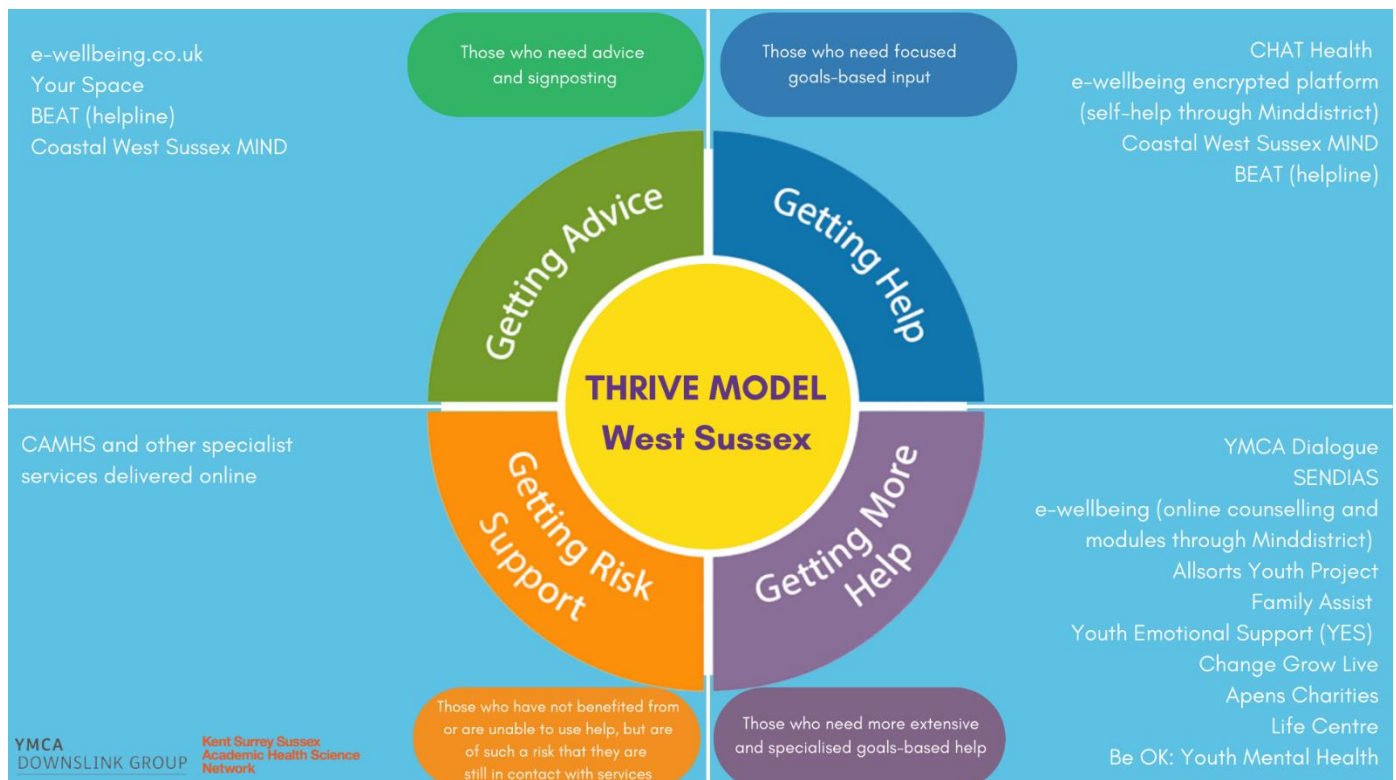 e-wellbeing.co.uk
Your Space
BEAT (helpline)
Coastal West Sussex MIND
Those who need advice
and signposting
Those who need focused
goals-based input
CHAT Health
e-wellbeing encrypted platform
(self-help through Minddistrict)
Coastal West Sussex MIND
BEAT (helpline)
Getting Advice
Getting Help
THRIVE MODEL
West Sussex
Getting Risk
Support
Getting More
Help
CAMHS and other specialist
services delivered online
YMCA Dialogue
SENDIAS
e-wellbeing (online counselling and
modules through Minddistrict)
Allsorts Youth Project
Family Assist
Youth Emotional Support (YES)
Change Grow Live
Apens Charities
Life Centre
Be OK: Youth Mental Health
Those who have not benefited from
or are unable to use help, but are
of such a risk that they are
still in contact with services
Those who need more extensive
and specialised goals-based help
YMCA
DOWNSLINK GROUP
Kent Surrey Sussex
Academic Health Science
Network